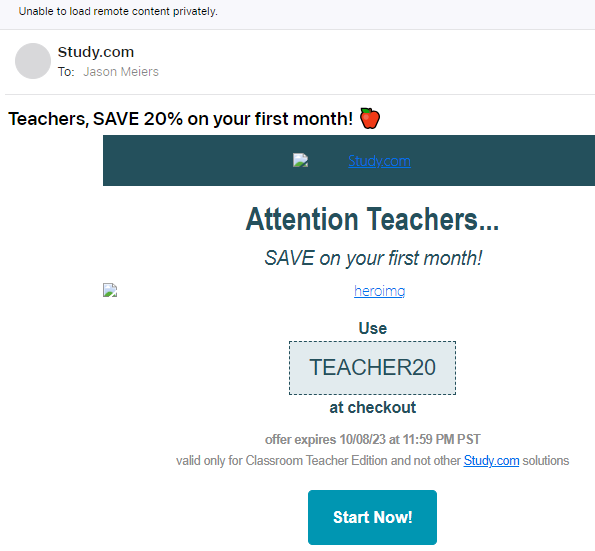 Unable to load remote content privately.
Study.com
To: Jason Meiers
Teachers, SAVE 20% on your first month! 🍎
Study.com
Attention Teachers...
SAVE on your first month!
heroimg
Use
TEACHER20
at checkout
offer expires 10/08/23 at 11:59 PM PST
valid only for Classroom Teacher Edition and not other Study.com solutions
Start Now!